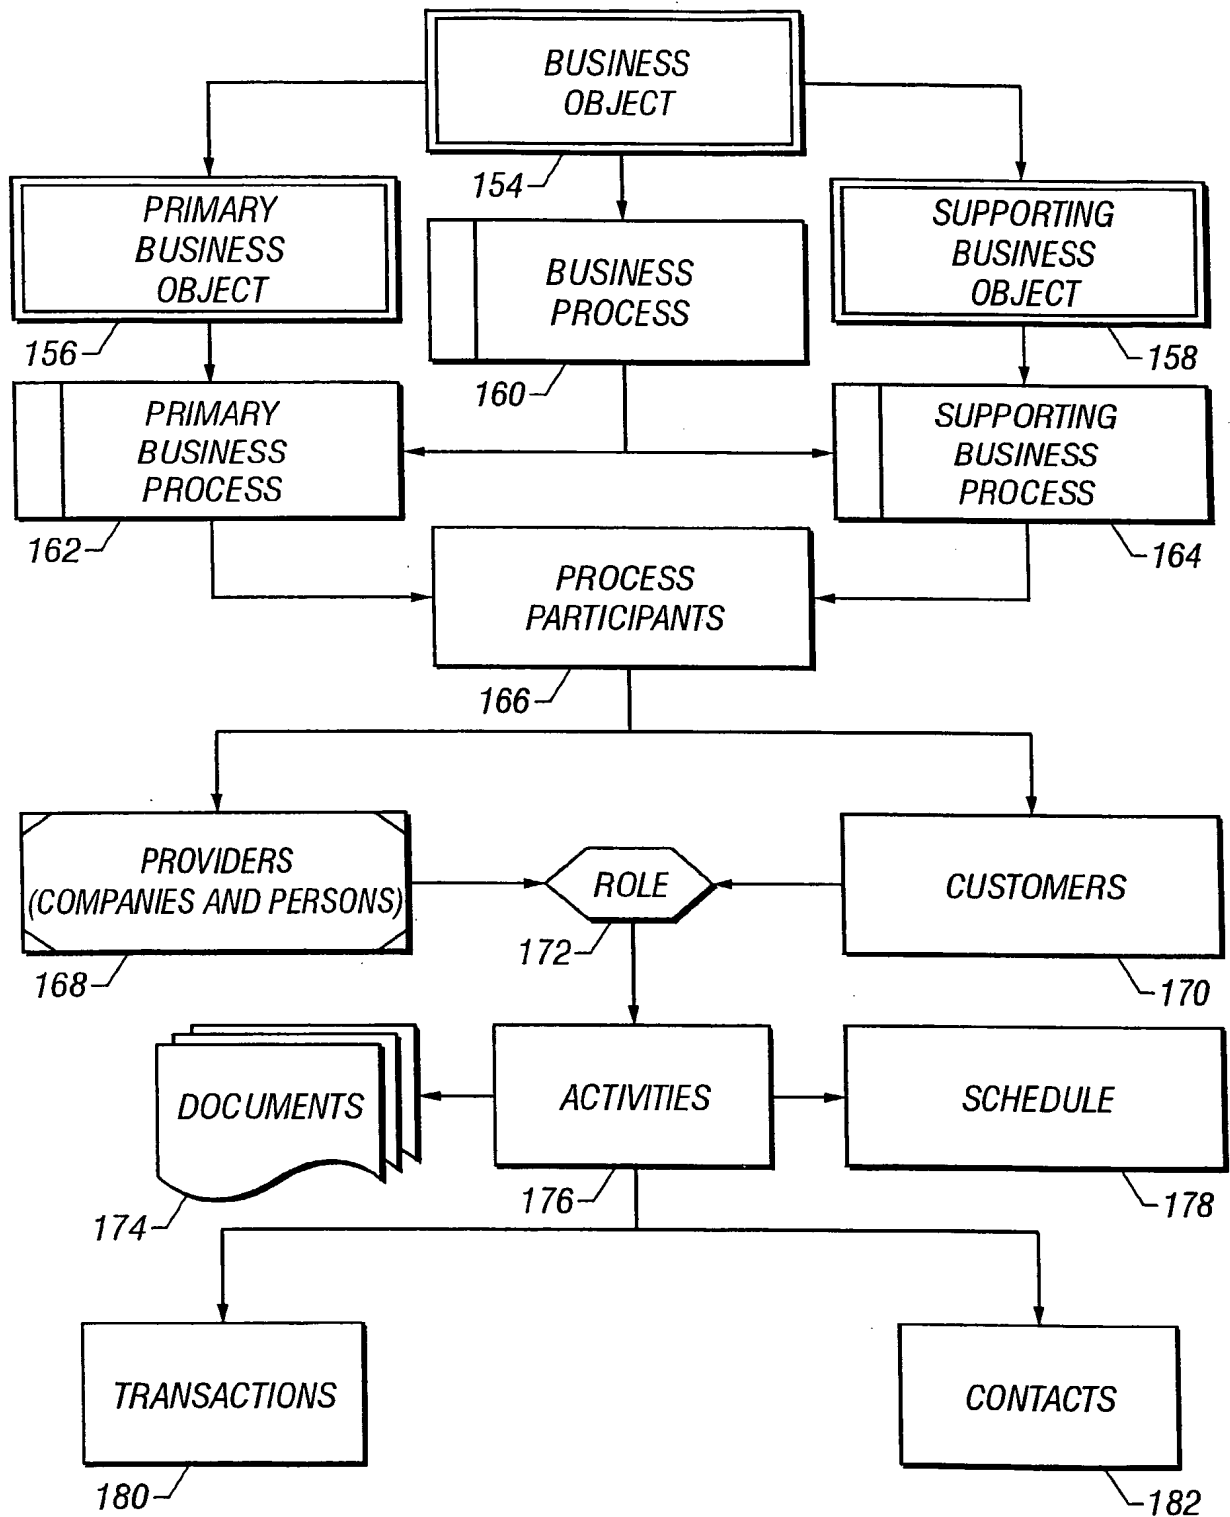 BUSINESS
OBJECT
154
PRIMARY
BUSINESS
OBJECT
156
BUSINESS
PROCESS
160
SUPPORTING
BUSINESS
OBJECT
158
PRIMARY
BUSINESS
PROCESS
162
SUPPORTING
BUSINESS
PROCESS
164
PROCESS
PARTICIPANTS
166
PROVIDERS
(COMPANIES AND PERSONS)
168
ROLE
172
CUSTOMERS
170
DOCUMENTS
174
ACTIVITIES
176
SCHEDULE
178
TRANSACTIONS
180
CONTACTS
182